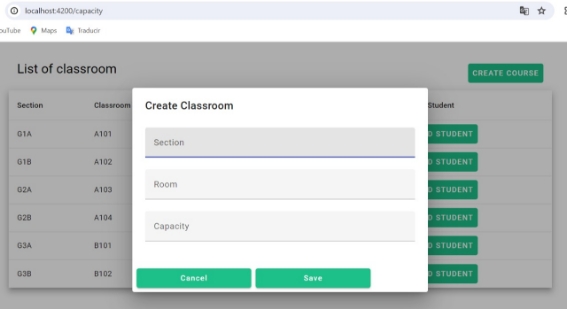 localhost:4200/capacity
Maps Traducir
List of classroom
CREATE COURSE
Section Classroom Student
Create Classroom
G1A A101 STUDENT
Section
G1B A102 STUDENT
G2A A103 STUDENT
Room
G2B A104 STUDENT
Capacity
G3A B101 STUDENT
G3B B102 STUDENT
Cancel Save